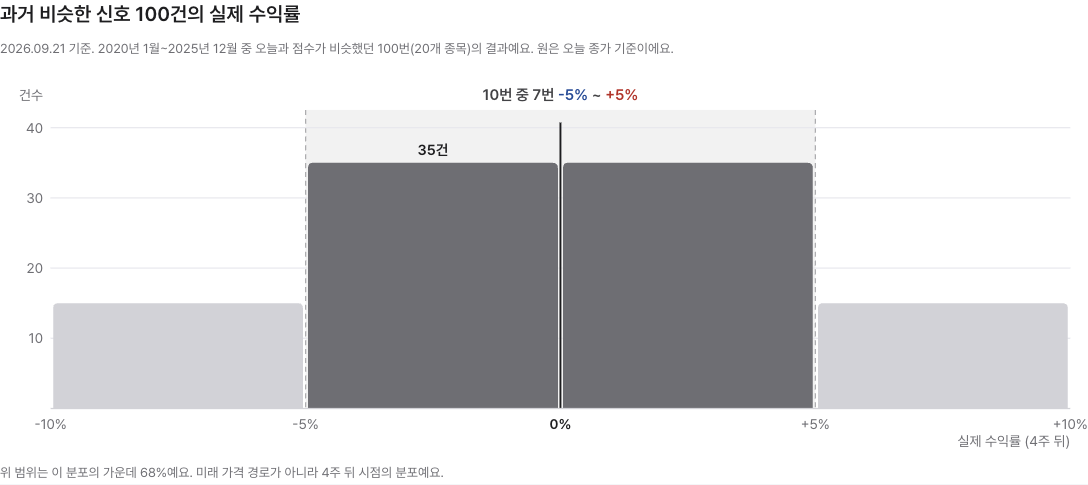 과거 비슷한 신호 100건의 실제 수익률
2026.09.21 기준. 2020년 1월~2025년 12월 중 오늘과 점수가 비슷했던 100번(20개 종목)의 결과예요. 원은 오늘 종가 기준이에요.
건수
10번 중 7번 -5% ~ +5%
40
35건
30
20
10
-10%
-5%
0%
+5%
+10%
실제 수익률 (4주 뒤)
위 범위는 이 분포의 가운데 68%예요. 미래 가격 경로가 아니라 4주 뒤 시점의 분포예요.